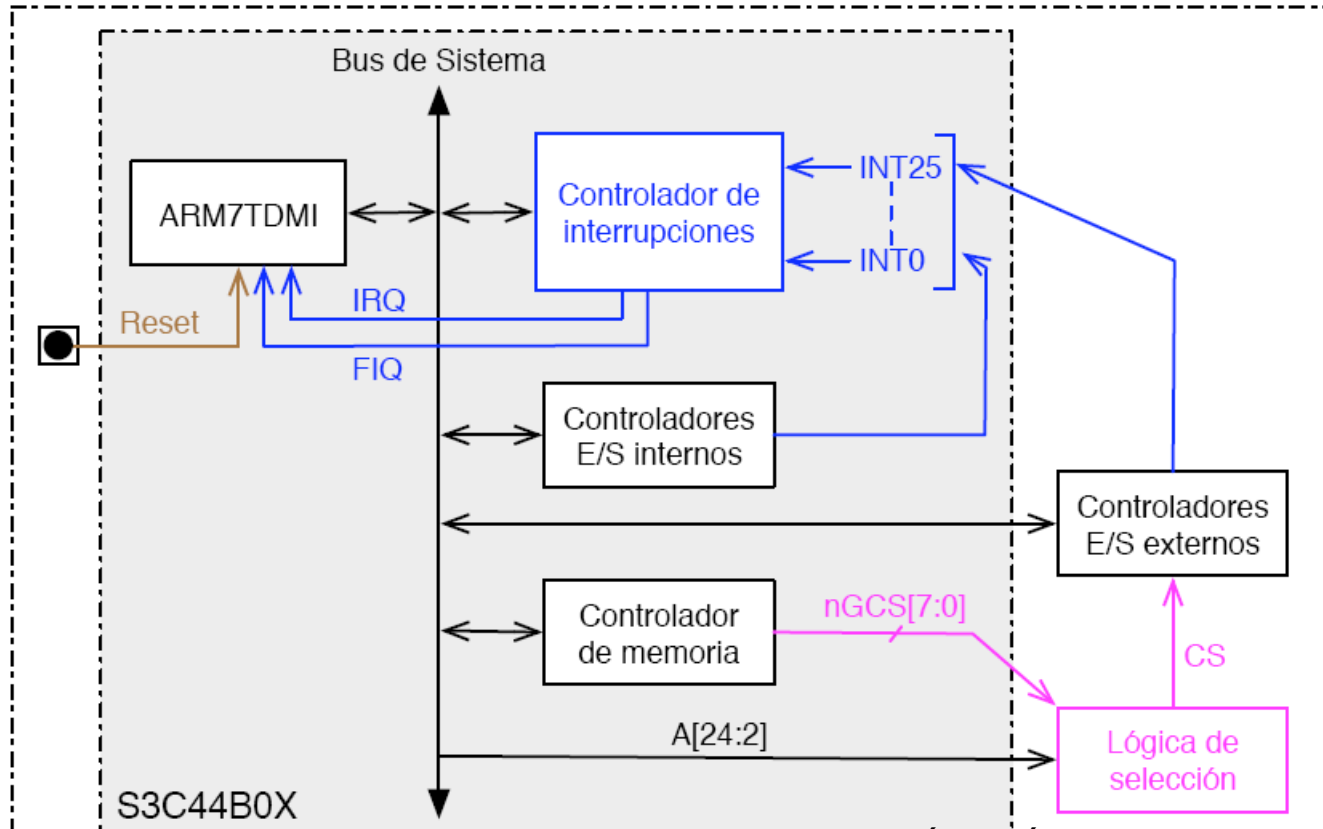 Bus de Sistema
ARM7TDMI
Controlador de
interrupciones
INT25
INT0
IRQ
Reset
FIQ
Controladores
E/S internos
Controladores
E/S externos
Controlador
de memoria
nGCS[7:0]
CS
A[24:2]
Lógica de
selección
S3C44B0X